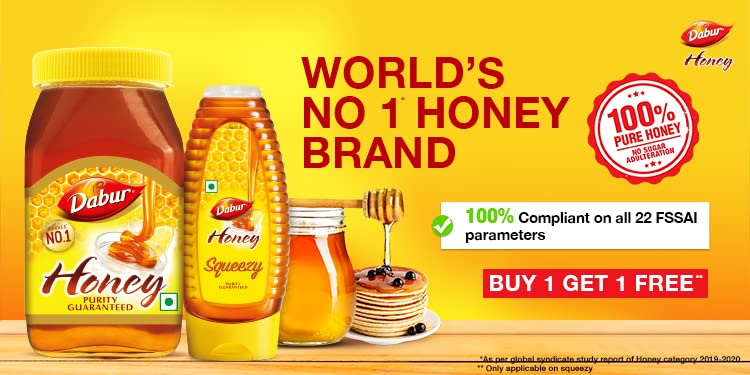 Dabur
Honey
WORLD'S
NO 1* HONEY
BRAND
100%
PURE HONEY
NO SUGAR
ADULTERATION
100% Compliant on all 22 FSSAI
parameters
BUY 1 GET 1 FREE**
Dabur
WORLD'S
NO.1
Honey
PURITY
GUARANTEED
Dabur
Honey
Squeezy
PURITY
GUARANTEED
*As per global syndicate study report of Honey category 2019-2020
** Only applicable on squeezy